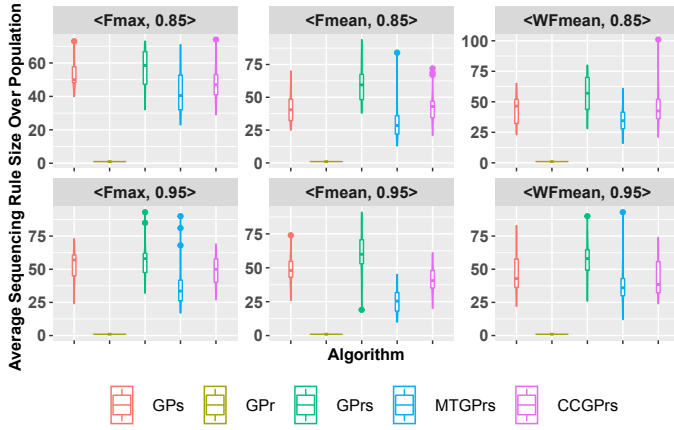 <Fmax, 0.85>
<Fmean, 0.85>
<WFmean, 0.85>
60
40
20
0
75
50
25
0
100
75
50
25
0
<Fmax, 0.95>
<Fmean, 0.95>
<WFmean, 0.95>
75
50
25
0
75
50
25
0
75
50
25
0
Average Sequencing Rule Size Over Population
Algorithm
GPs
GPr
GPrs
MTGPrs
CCGPrs